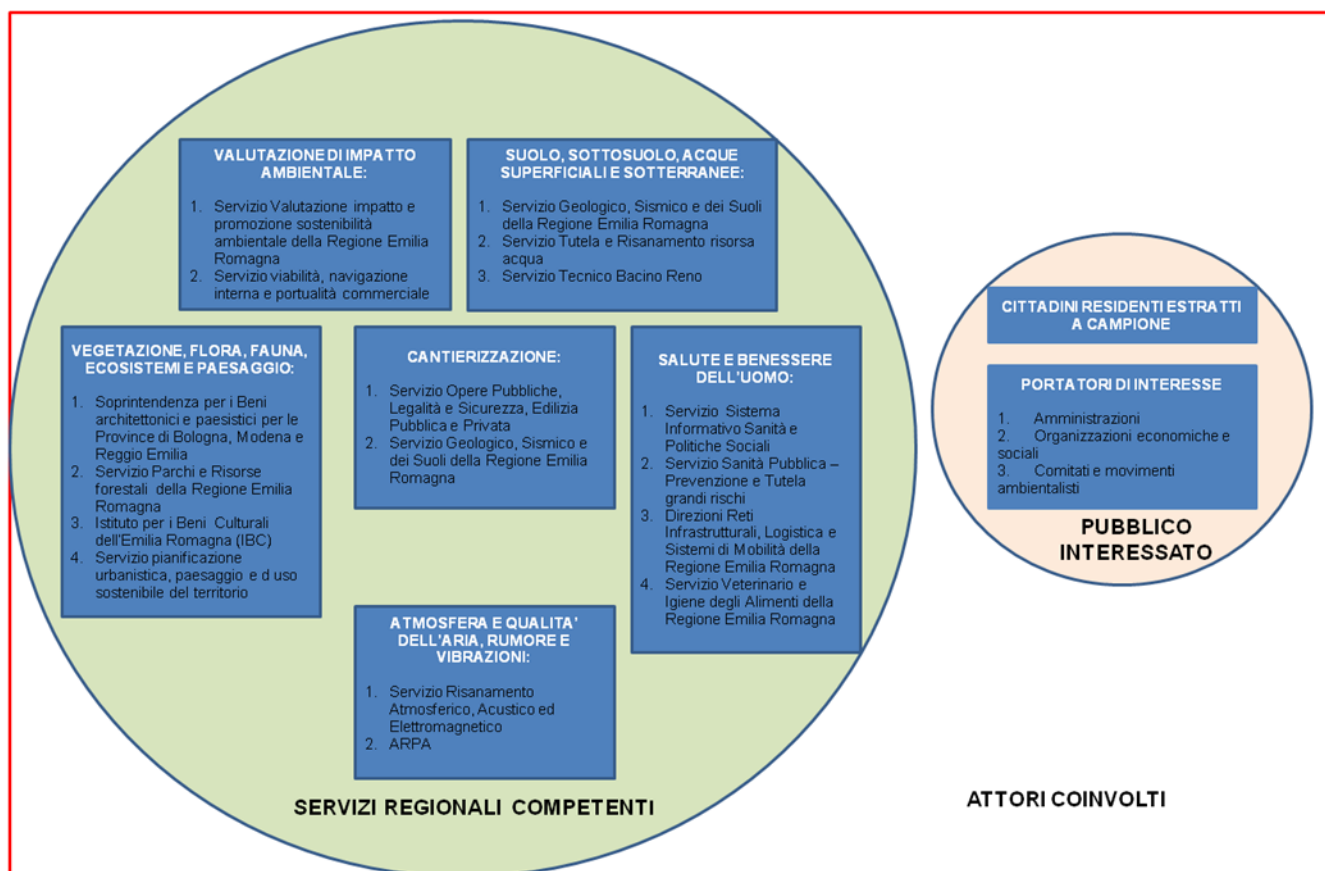 VALUTAZIONE DI IMPATTO
AMBIENTALE:
1. Servizio Valutazione impatto e
promozione sostenibilità
ambientale della Regione Emilia
Romagna
2. Servizio viabilità, navigazione
interna e portualità commerciale
SUOLO, SOTTOSUOLO, ACQUE
SUPERFICIALI E SOTTERRANEE:
1. Servizio Geologico, Sismico e dei Suoli
della Regione Emilia Romagna
2. Servizio Tutela e Risanamento risorsa
acqua
3. Servizio Tecnico Bacino Reno
VEGETAZIONE, FLORA, FAUNA,
ECOSISTEMI E PAESAGGIO:
1. Soprintendenza per i Beni
architettonici e paesistici per le
Province di Bologna, Modena e
Reggio Emilia
2. Servizio Parchi e Risorse
forestali della Regione Emilia
Romagna
3. Istituto per i Beni Culturali
dell'Emilia Romagna (IBC)
4. Servizio pianificazione
urbanistica, paesaggio e d uso
sostenibile del territorio
CANTIERIZZAZIONE:
1. Servizio Opere Pubbliche,
Legalità e Sicurezza, Edilizia
Pubblica e Privata
2. Servizio Geologico, Sismico e
dei Suoli della Regione Emilia
Romagna
SALUTE E BENESSERE
DELL'UOMO:
1. Servizio Sistema
Informativo Sanità e
Politiche Sociali
2. Servizio Sanità Pubblica –
Prevenzione e Tutela
grandi rischi
3. Direzioni Reti
Infrastrutturali, Logistica e
Sistemi di Mobilità della
Regione Emilia Romagna
4. Servizio Veterinario e
Igiene degli Alimenti della
Regione Emilia Romagna
ATMOSFERA E QUALITA'
DELL'ARIA, RUMORE E
VIBRAZIONI:
1. Servizio Risanamento
Atmosferico, Acustico ed
Elettromagnetico
2. ARPA
SERVIZI REGIONALI COMPETENTI
CITTADINI RESIDENTI ESTRATTI
A CAMPIONE
PORTATORI DI INTERESSE
1. Amministrazioni
2. Organizzazioni economiche e
sociali
3. Comitati e movimenti
ambientalisti
PUBBLICO
INTERESSATO
ATTORI COINVOLTI